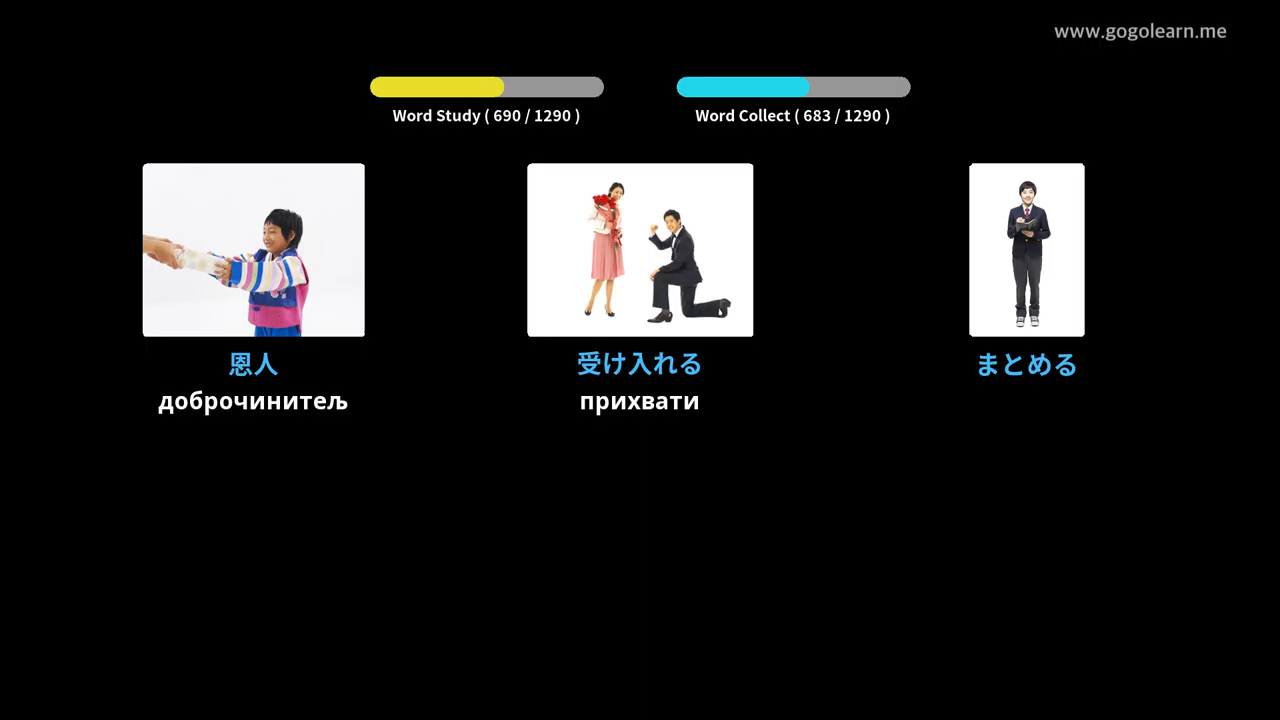 www.gogolearn.me
Word Study ( 690 / 1290 )
Word Collect ( 683 / 1290 )
恩人
доброчинитељ
受け入れる
прихвати
まとめる